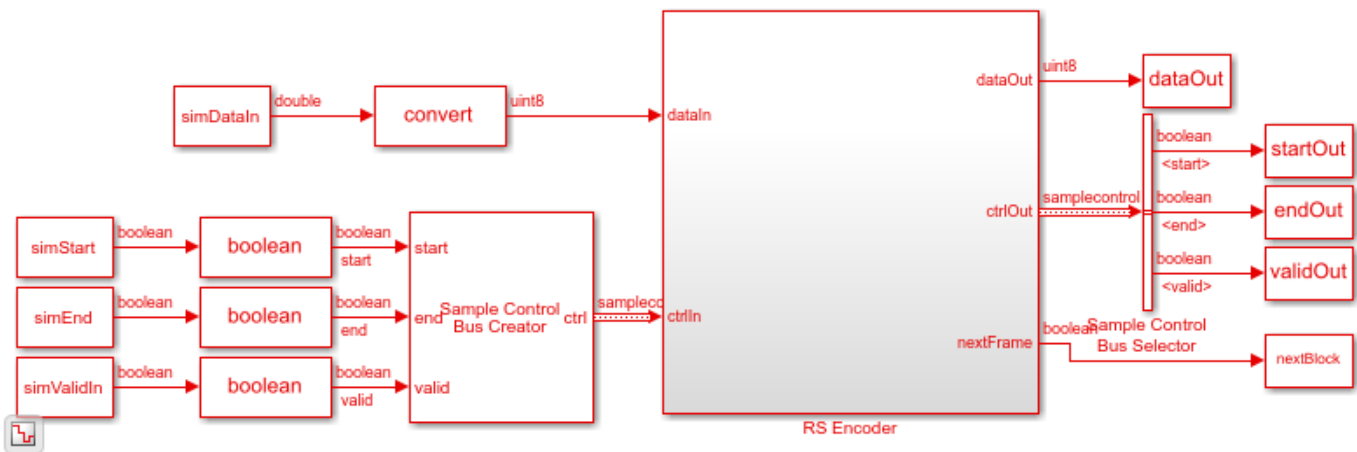 simDataIn
double
convert
uint8
dataIn
dataOut
uint8
dataOut
boolean
<start>
startOut
ctrlOut
samplecontrol
boolean
<end>
endOut
boolean
<valid>
validOut
simStart
boolean
boolean
boolean
start
start
simEnd
boolean
boolean
boolean
end
end
Sample Control
Bus Creator
ctrl
sampleco
ctrlIn
simValidIn
boolean
boolean
boolean
valid
valid
nextFrame
boolean
Sample Control
Bus Selector
nextBlock
RS Encoder